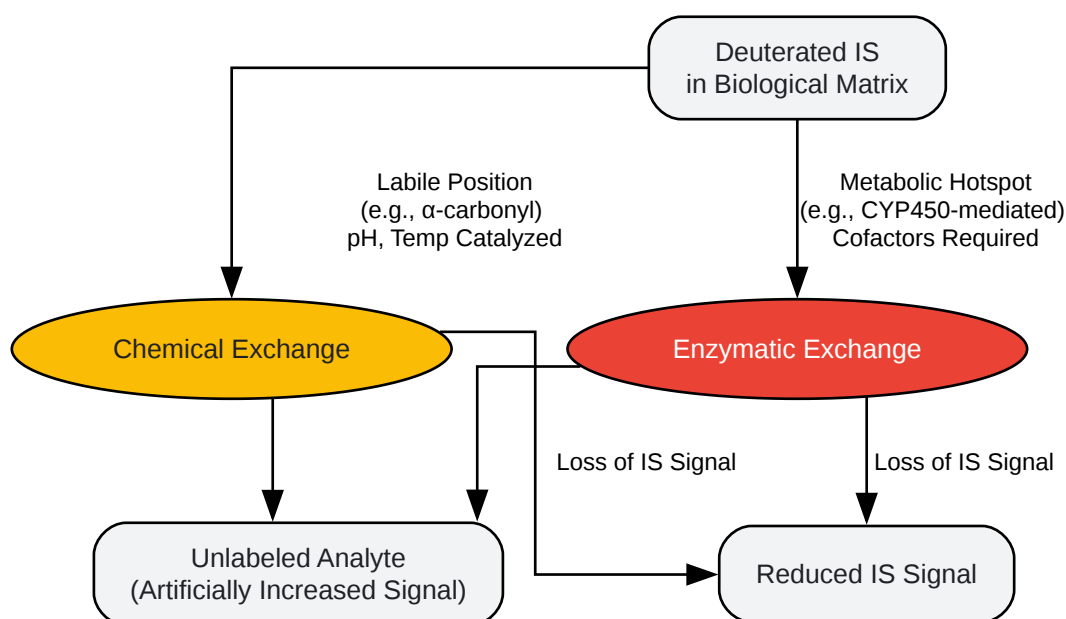 Deuterated IS
in Biological Matrix
Labile Position
(e.g., α-carbonyl)
pH, Temp Catalyzed
Metabolic Hotspot
(e.g., CYP450-mediated)
Cofactors Required
Chemical Exchange
Enzymatic Exchange
Loss of IS Signal
Loss of IS Signal
Unlabeled Analyte
(Artificially Increased Signal)
Reduced IS Signal